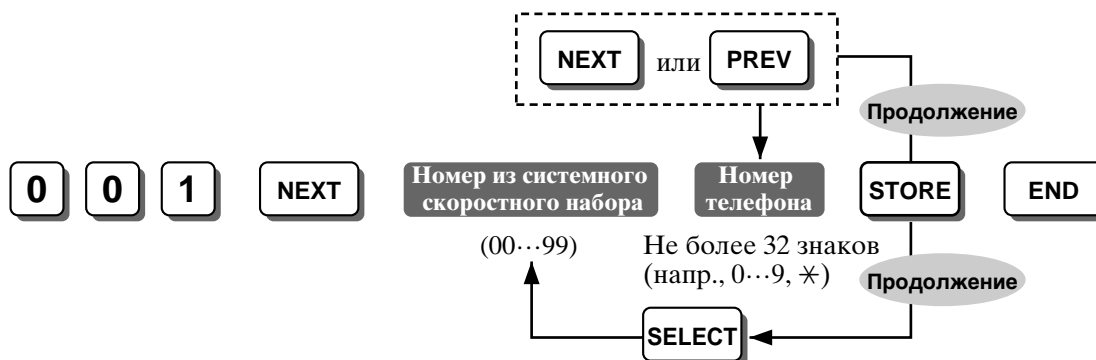 NEXT или PREV
Продолжение
0 0 1 NEXT Номер из системного скоростного набора Номер телефона STORE END
(00···99)
Не более 32 знаков
(напр., 0···9, ✳)
Продолжение
SELECT